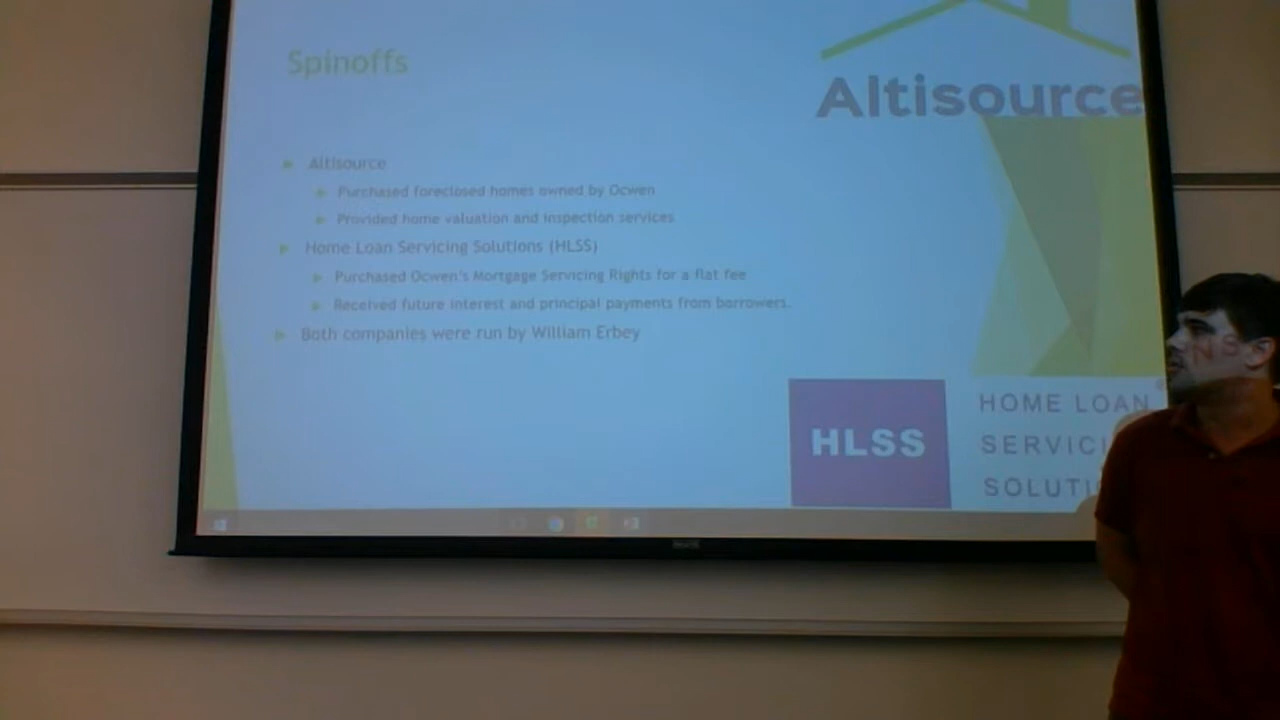 Spinoffs
Altisource
Altisource
Purchased foreclosed homes owned by Ocwen
Provided home valuation and inspection services
Home Loan Servicing Solutions (HLSS)
Purchased Ocwen's Mortgage Servicing Rights for a flat fee
Received future interest and principal payments from borrowers.
Both companies were run by William Erbey
HLSS
HOME LOAN
SERVICI
SOLUTI